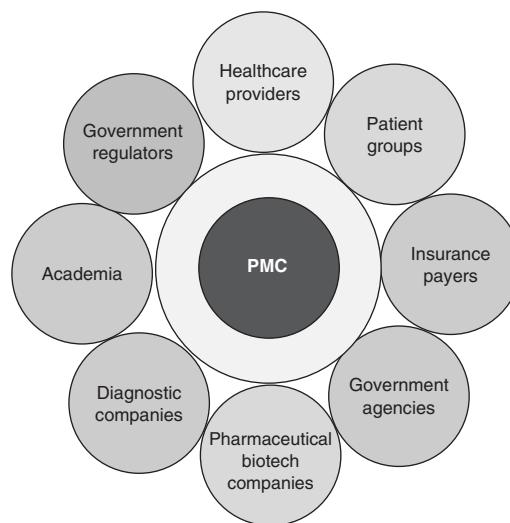 Healthcare
providers
Patient
groups
Insurance
payers
Government
agencies
Pharmaceutical
biotech
companies
Diagnostic
companies
Academia
Government
regulators
PMC